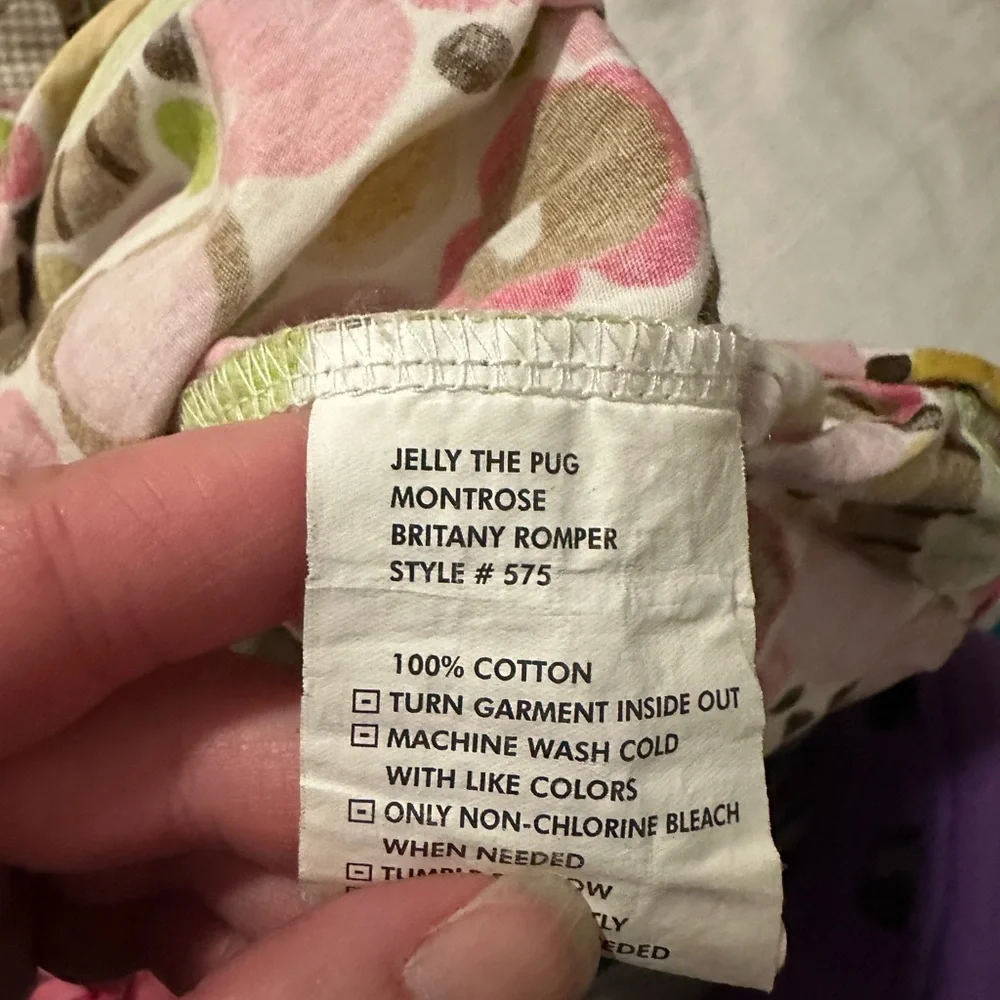 JELLY THE PUG
MONTROSE
BRITANY ROMPER
STYLE # 575
100% COTTON
TURN GARMENT INSIDE OUT
MACHINE WASH COLD
WITH LIKE COLORS
ONLY NON-CHLORINE BLEACH
WHEN NEEDED